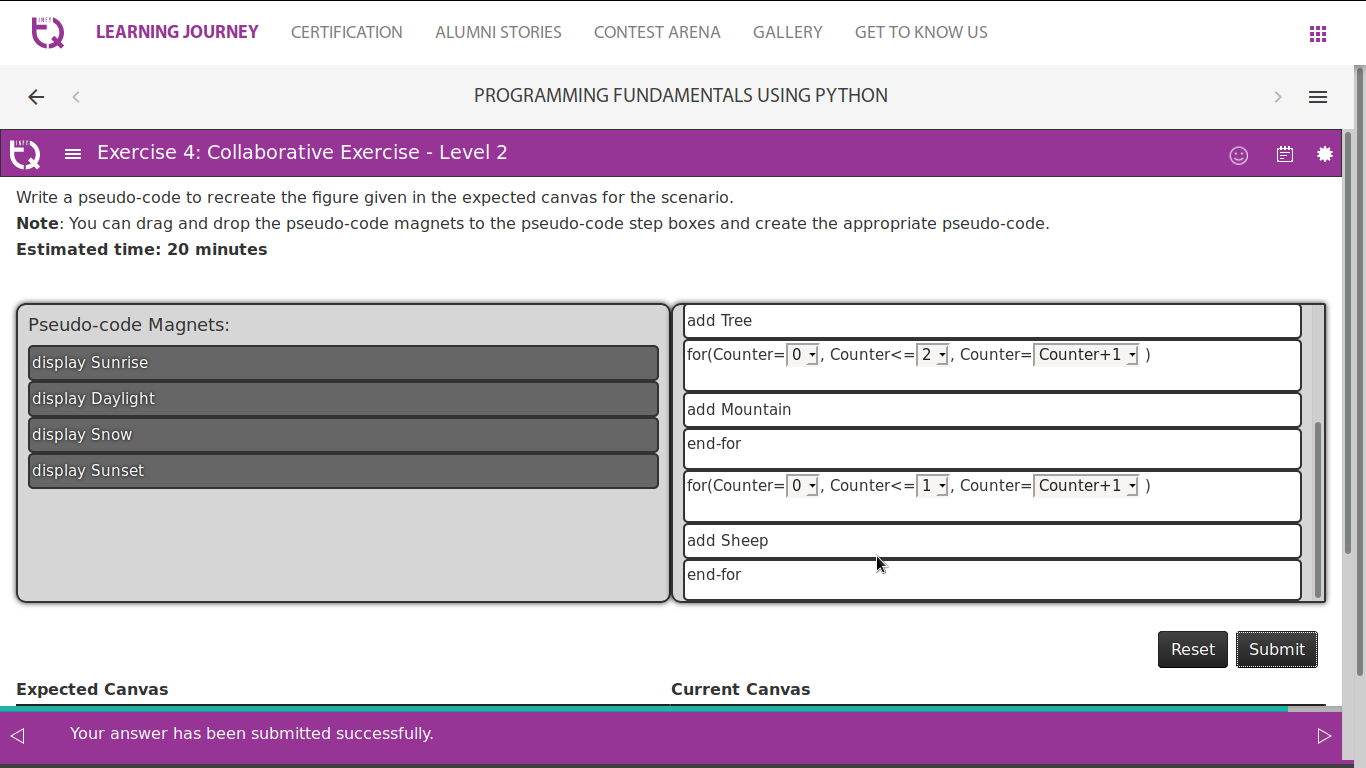 INFY
TQ
LEARNING JOURNEY CERTIFICATION ALUMNI STORIES CONTEST ARENA GALLERY GET TO KNOW US
PROGRAMMING FUNDAMENTALS USING PYTHON
INFY
TQ
Exercise 4: Collaborative Exercise - Level 2
Write a pseudo-code to recreate the figure given in the expected canvas for the scenario.
Note: You can drag and drop the pseudo-code magnets to the pseudo-code step boxes and create the appropriate pseudo-code.
Estimated time: 20 minutes
Pseudo-code Magnets:
display Sunrise
display Daylight
display Snow
display Sunset
add Tree
for(Counter= 0 , Counter<= 2 , Counter= Counter+1 )
add Mountain
end-for
for(Counter= 0 , Counter<= 1 , Counter= Counter+1 )
add Sheep
end-for
Reset Submit
Expected Canvas Current Canvas
Your answer has been submitted successfully.